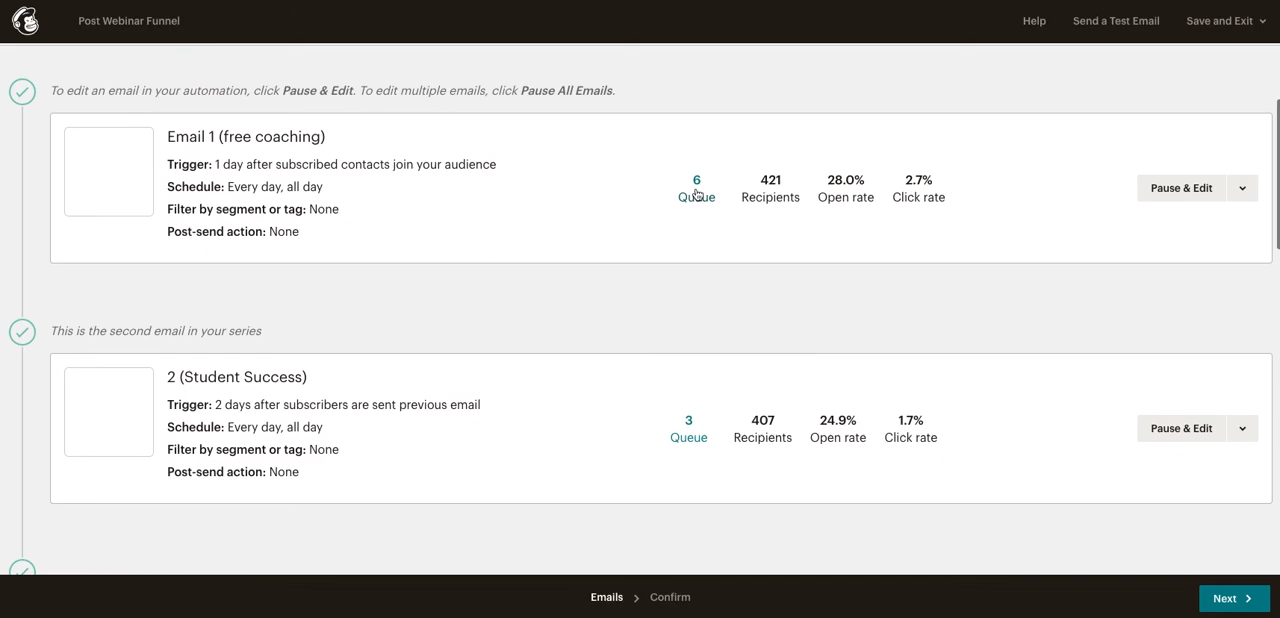 Post Webinar Funnel
Help
Send a Test Email
Save and Exit
To edit an email in your automation, click Pause & Edit. To edit multiple emails, click Pause All Emails.
Email 1 (free coaching)
Trigger: 1 day after subscribed contacts join your audience
Schedule: Every day, all day
Filter by segment or tag: None
Post-send action: None
6
Queue
421
Recipients
28.0%
Open rate
2.7%
Click rate
Pause & Edit
This is the second email in your series
2 (Student Success)
Trigger: 2 days after subscribers are sent previous email
Schedule: Every day, all day
Filter by segment or tag: None
Post-send action: None
3
Queue
407
Recipients
24.9%
Open rate
1.7%
Click rate
Pause & Edit
Emails
Confirm
Next